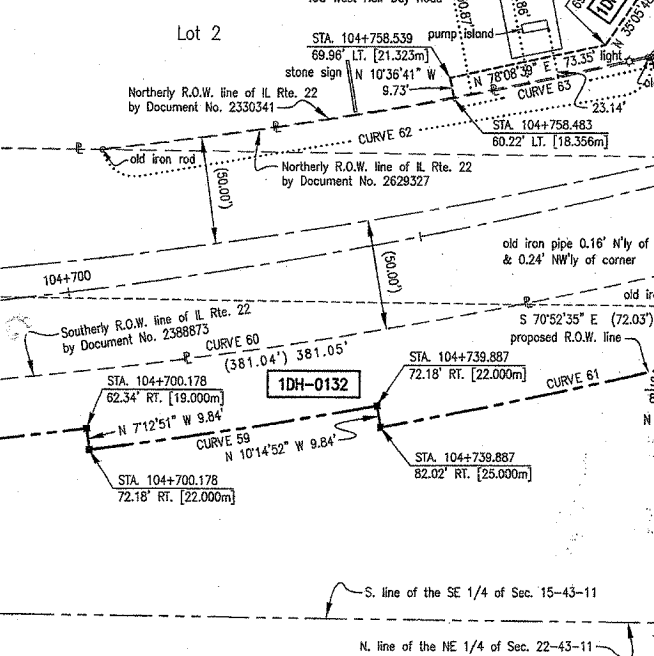 Lot 2
pump island
STA. 104+758.539
69.96' LT. [21.323m]
stone sign
N 10°36'41" W
9.73'
N 78°08'39" E
73.35'
light
N 35°05'4
Northerly R.O.W. line of IL Rte. 22
by Document No. 2330341
CURVE 63
23.14'
CURVE 62
STA. 104+758.483
60.22' LT. [18.356m]
old iron rod
Northerly R.O.W. line of IL Rte. 22
by Document No. 2629327
(50.00')
(50.00')
old iron pipe 0.16' N'ly of
& 0.24' NW'ly of corner
104+700
old ir
Southerly R.O.W. line of IL Rte. 22
by Document No. 2388873
CURVE 60
(381.04') 381.05'
S 70°52'35" E (72.03')
proposed R.O.W. line
1DH-0132
STA. 104+739.887
72.18' RT. [22.000m]
CURVE 61
STA. 104+700.178
62.34' RT. [19.000m]
N 7°12'51" W 9.84'
CURVE 59
N 10°14'52" W 9.84'
STA. 104+739.887
82.02' RT. [25.000m]
STA. 104+700.178
72.18' RT. [22.000m]
S. line of the SE 1/4 of Sec. 15-43-11
N. line of the NE 1/4 of Sec. 22-43-11